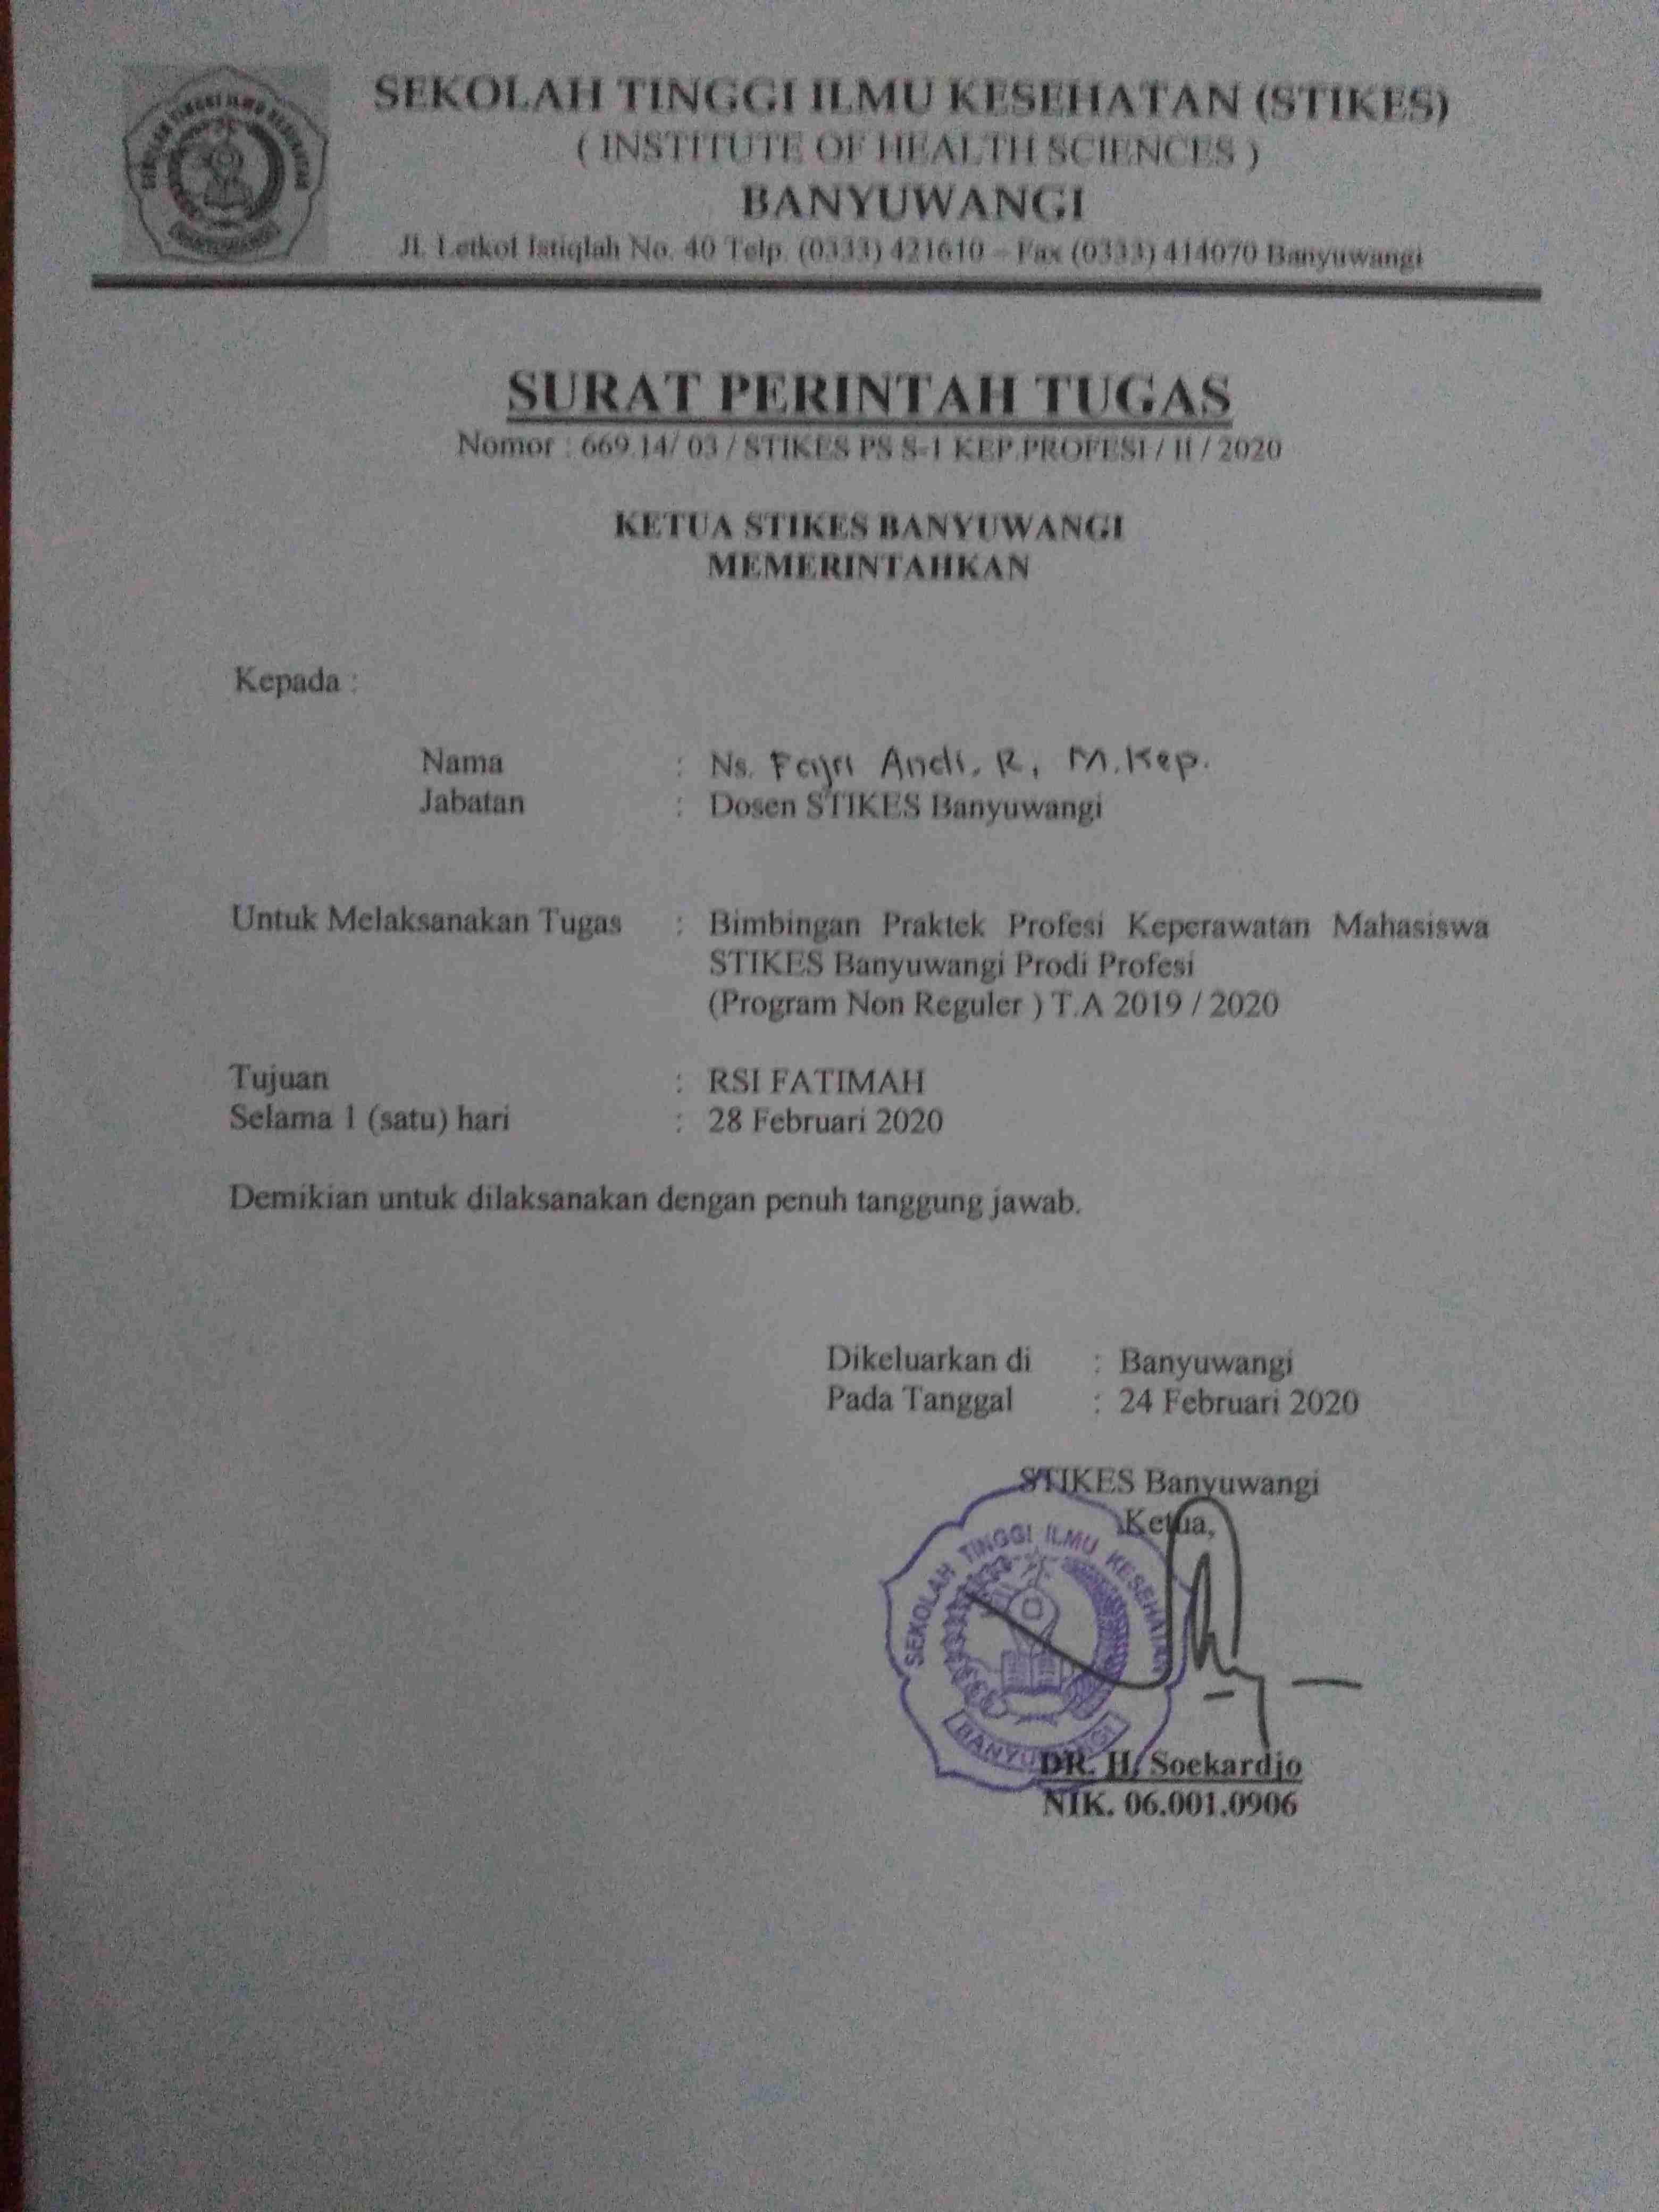 SEKOLAH TINGGI ILMU KESEHATAN (STIKES)
( INSTITUTE OF HEALTH SCIENCES )
BANYUWANGI
Jl. Letkol Istiqlah No. 40 Telp. (0333) 421610 – Fax (0333) 414070 Banyuwangi
SEKOLAH TINGGI ILMU KESEHATAN
BANYUWANGI
SURAT PERINTAH TUGAS
Nomor : 669.14/ 03 / STIKES PS S-1 KEP.PROFESI / II / 2020
KETUA STIKES BANYUWANGI
MEMERINTAHKAN
Kepada :
Nama : Ns. Fajri Andi. R, M.Kep.
Jabatan : Dosen STIKES Banyuwangi
Untuk Melaksanakan Tugas : Bimbingan Praktek Profesi Keperawatan Mahasiswa
STIKES Banyuwangi Prodi Profesi
(Program Non Reguler ) T.A 2019 / 2020
Tujuan : RSI FATIMAH
Selama 1 (satu) hari : 28 Februari 2020
Demikian untuk dilaksanakan dengan penuh tanggung jawab.
Dikeluarkan di : Banyuwangi
Pada Tanggal : 24 Februari 2020
STIKES Banyuwangi
Ketua,
SEKOLAH TINGGI ILMU KESEHATAN
BANYUWANGI
DR. H. Soekardjo
NIK. 06.001.0906